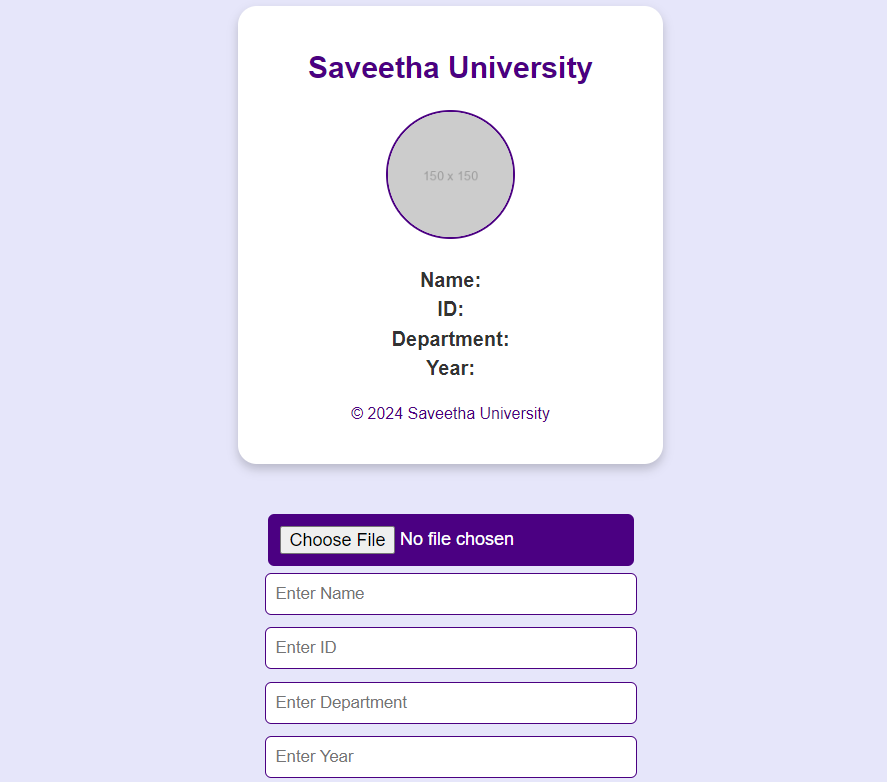 Saveetha University
150 x 150
Name:
ID:
Department:
Year:
© 2024 Saveetha University
Choose File No file chosen
Enter Name
Enter ID
Enter Department
Enter Year